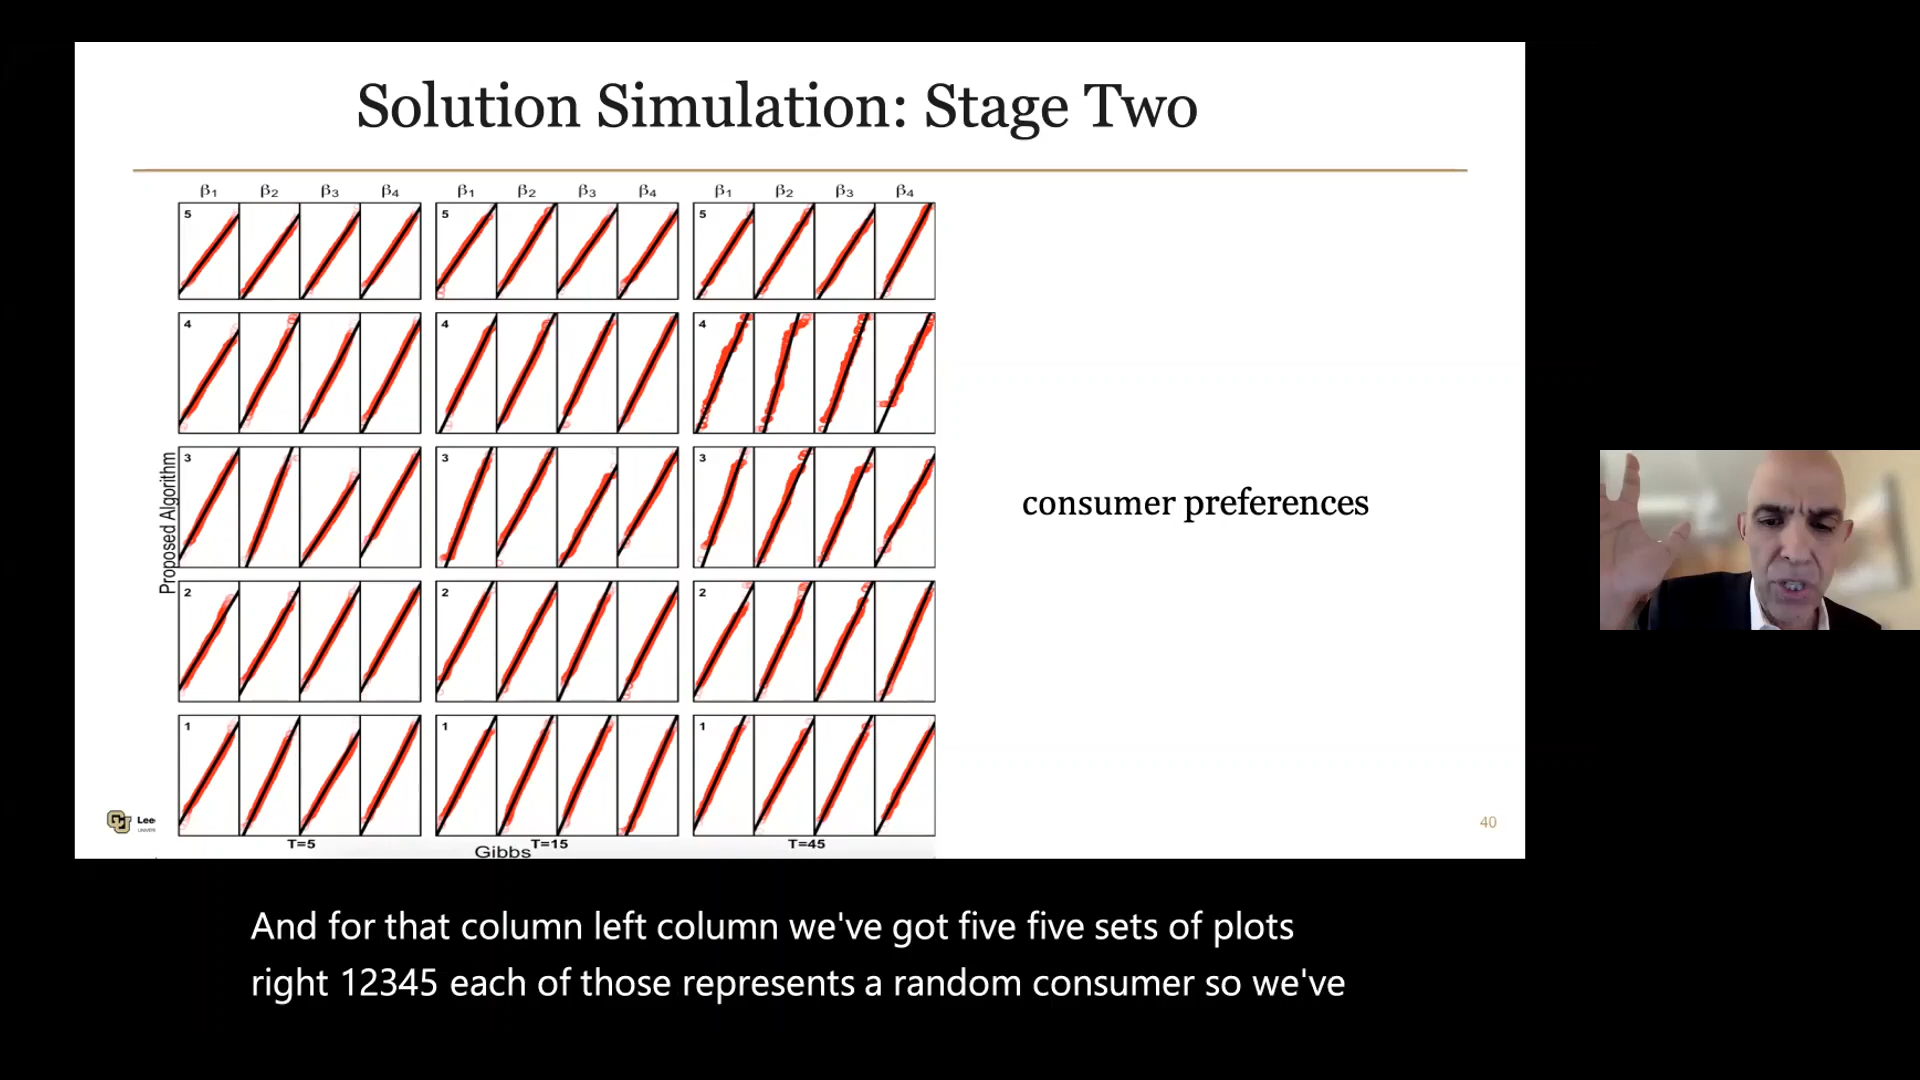 Solution Simulation: Stage Two
β1 β2 β3 β4 β1 β2 β3 β4 β1 β2 β3 β4
5 5 5
4 4 4
3 3 3
Proposed Algorithm
consumer preferences
2 2 2
1 1 1
Lee
T=5 T=15 T=45
Gibbs
40
And for that column left column we've got five five sets of plots
right 12345 each of those represents a random consumer so we've